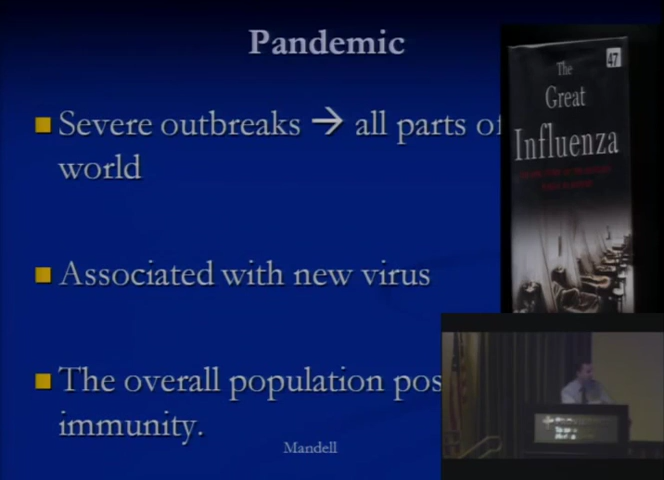 Pandemic
Severe outbreaks → all parts of
world
Associated with new virus
The overall population pos
immunity.
Mandell
47
The
Great
Influenza